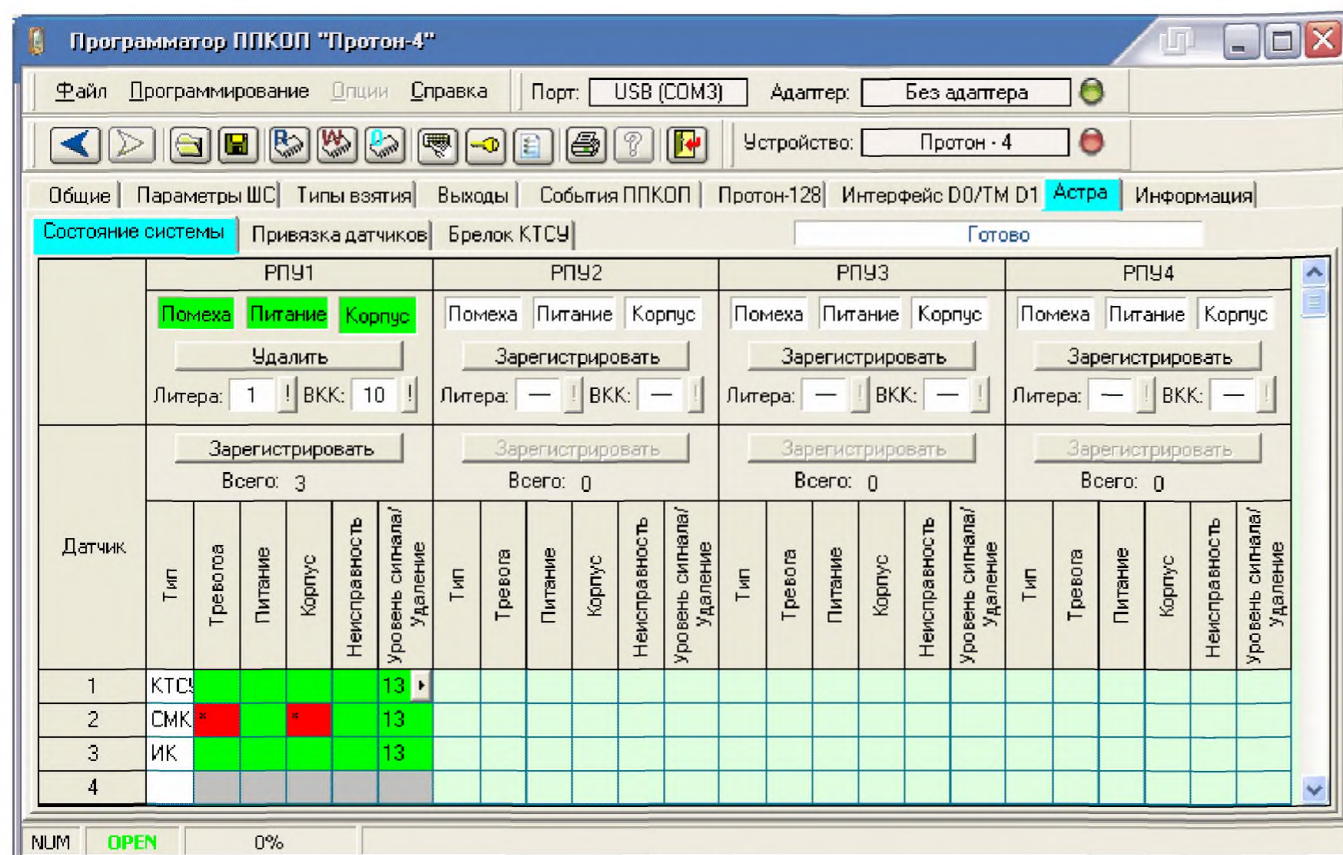 Программатор ППКОП "Протон-4"
Файл Программирование Опции Справка Порт: USB (COM3) Адаптер: Без адаптера
Устройство: Протон - 4
Общие Параметры ШС Типы взятия Выходы События ППКОП Протон-128 Интерфейс D0/TM D1 Астра Информация
Состояние системы Привязка датчиков Брелок КТСУ Готово
РПУ1 РПУ2 РПУ3 РПУ4
Помеха Питание Корпус Помеха Питание Корпус Помеха Питание Корпус Помеха Питание Корпус
Удалить Зарегистрировать Зарегистрировать Зарегистрировать
Литера: 1 ! ВКК: 10 ! Литера: — ! ВКК: — ! Литера: — ! ВКК: — ! Литера: — ! ВКК: — !
Зарегистрировать Зарегистрировать Зарегистрировать Зарегистрировать
Всего: 3 Всего: 0 Всего: 0 Всего: 0
Датчик Тип Тревога Питание Корпус Неисправность Уровень сигнала/ Удаление Тип Тревога Питание Корпус Неисправность Уровень сигнала/ Удаление Тип Тревога Питание Корпус Неисправность Уровень сигнала/ Удаление Тип Тревога Питание Корпус Неисправность Уровень сигнала/ Удаление
1 КТСУ 13
2 СМК * * 13
3 ИК 13
4
NUM OPEN 0%